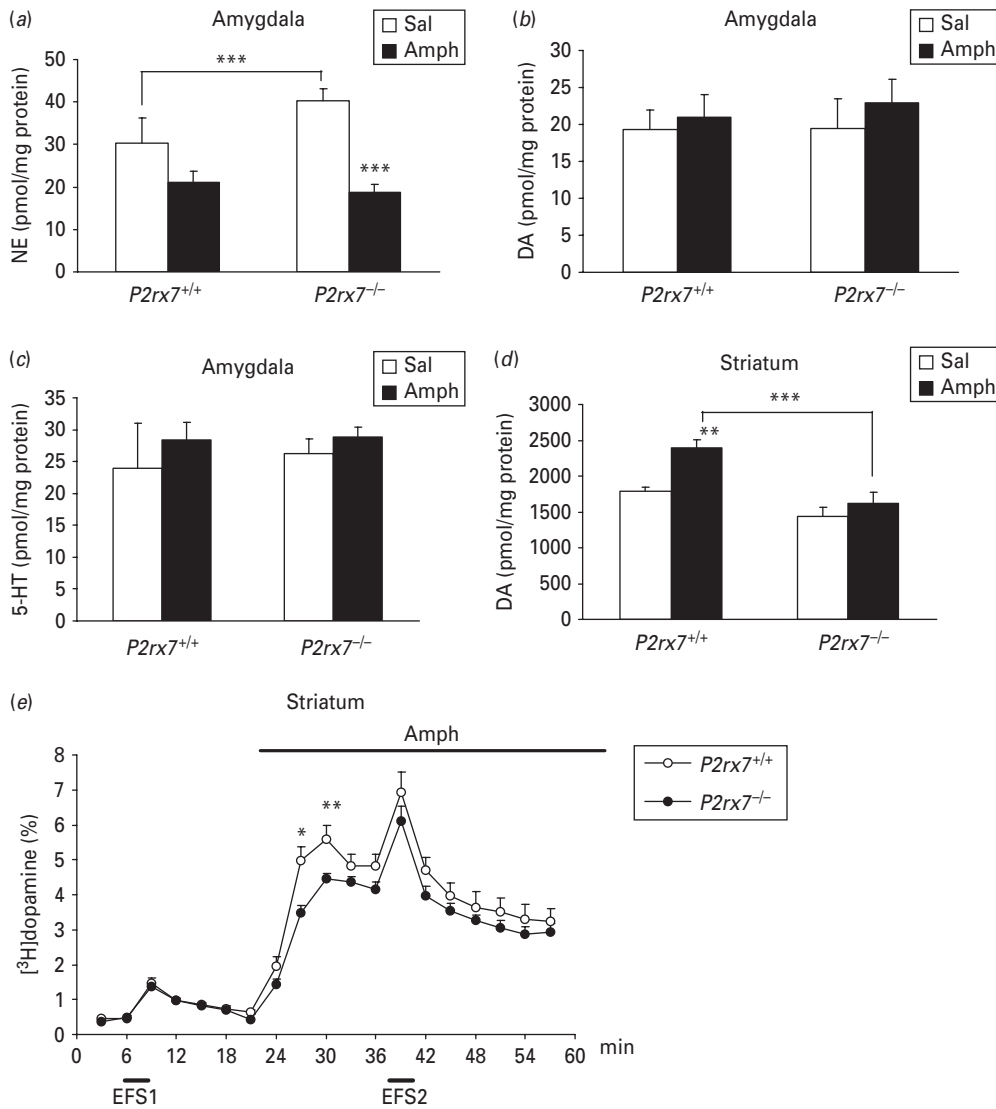 (a) Amygdala
Sal
Amph
NE (pmol/mg protein)
50
40
30
20
10
0
***
***
P2rx7+/+ P2rx7–/–
(b) Amygdala
Sal
Amph
DA (pmol/mg protein)
25
20
15
10
5
0
P2rx7+/+ P2rx7–/–
(c) Amygdala
Sal
Amph
5-HT (pmol/mg protein)
35
30
25
20
15
10
5
0
P2rx7+/+ P2rx7–/–
(d) Striatum
Sal
Amph
DA (pmol/mg protein)
3000
2500
2000
1500
1000
500
0
***
**
P2rx7+/+ P2rx7–/–
(e) Striatum
Amph
P2rx7+/+
P2rx7–/–
[³H]dopamine (%)
8
7
6
5
4
3
2
1
0
* **
0 6 12 18 24 30 36 42 48 54 60 min
EFS1 EFS2